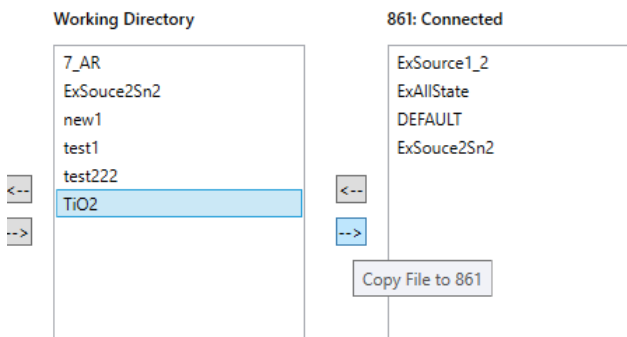 Working Directory
7_AR
ExSouce2Sn2
new1
test1
test222
TiO2
<--
-->
861: Connected
ExSource1_2
ExAllState
DEFAULT
ExSouce2Sn2
<--
-->
Copy File to 861